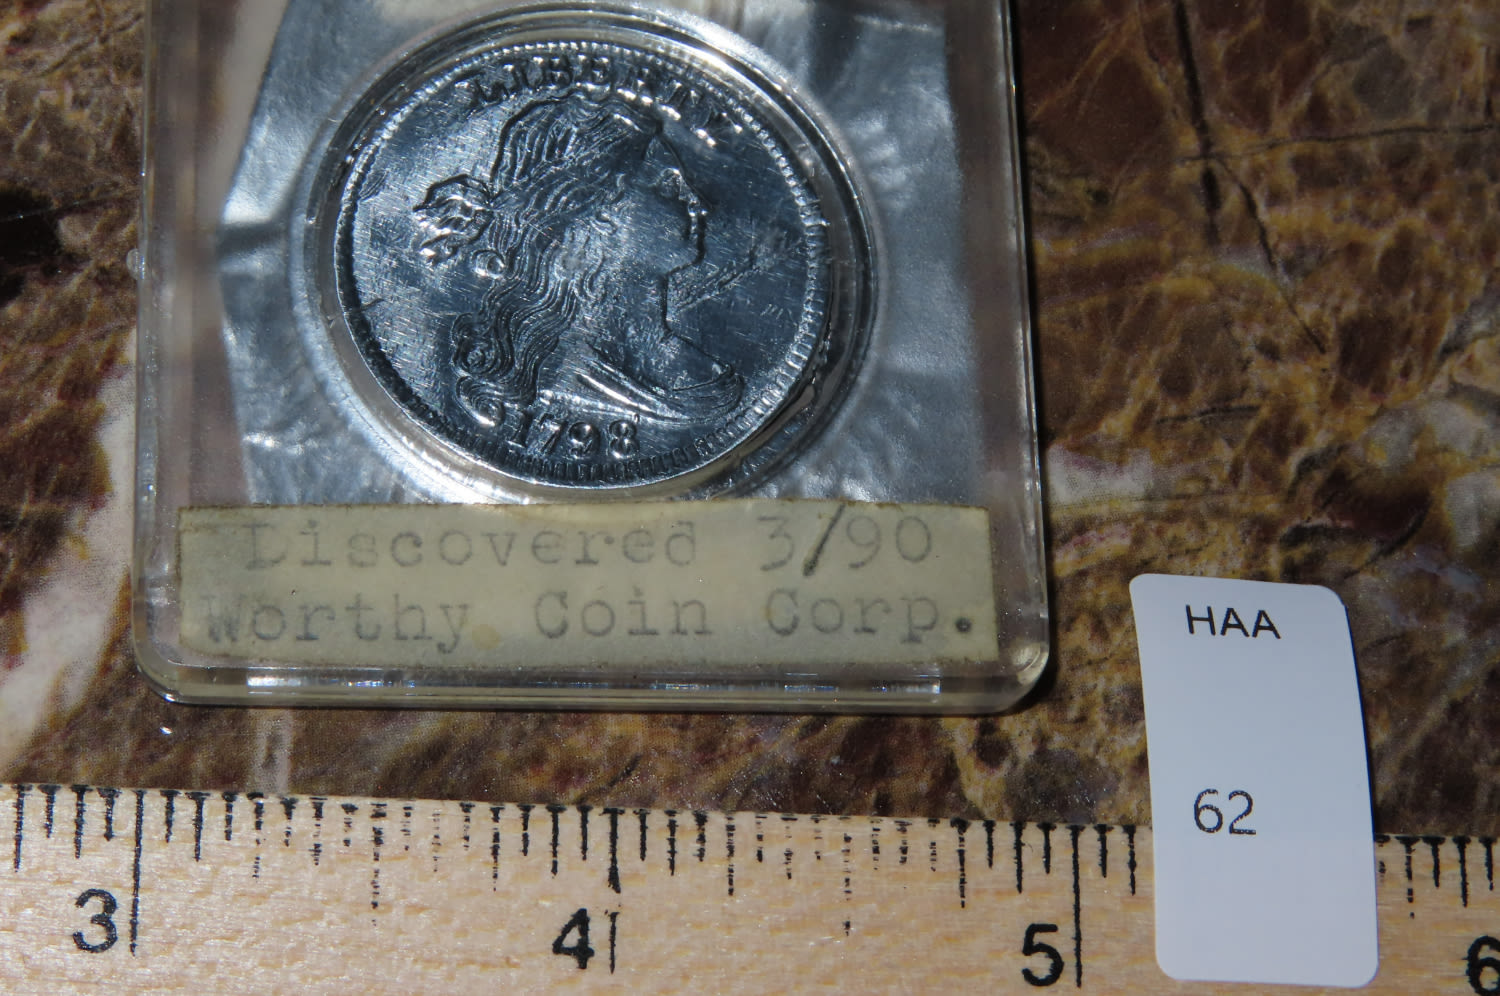 LIBERTY
1798
Discovered 3/90
Worthy Coin Corp.
HAA
62
3 4 5 6